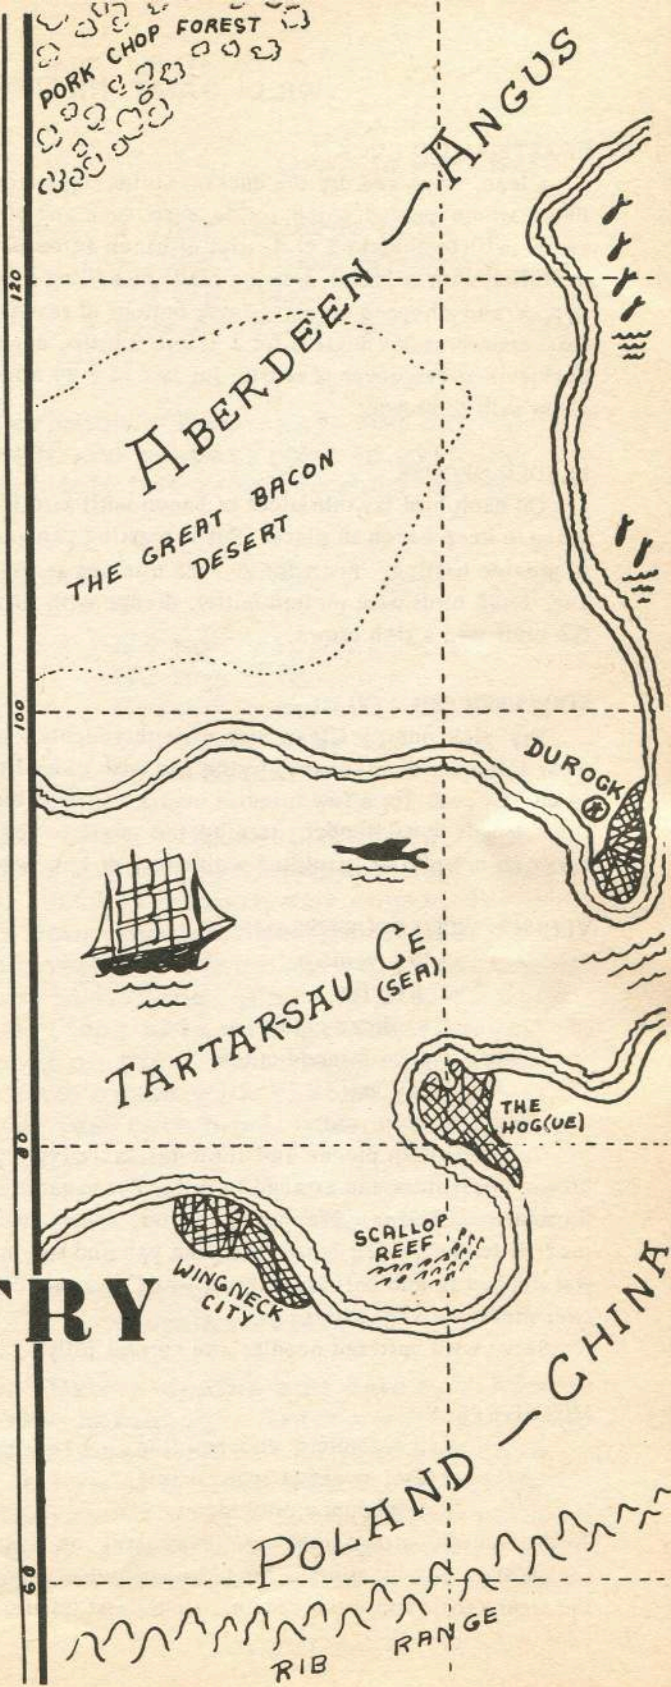 PORK CHOP FOREST
ABERDEEN — ANGUS
120
THE GREAT BACON
DESERT
100
DUROCK
TARTARSAU CE
(SEA)
THE
HOG(UE)
80
SCALLOP
REEF
WINGNECK
CITY
TRY
POLAND — CHINA
60
RIB RANGE